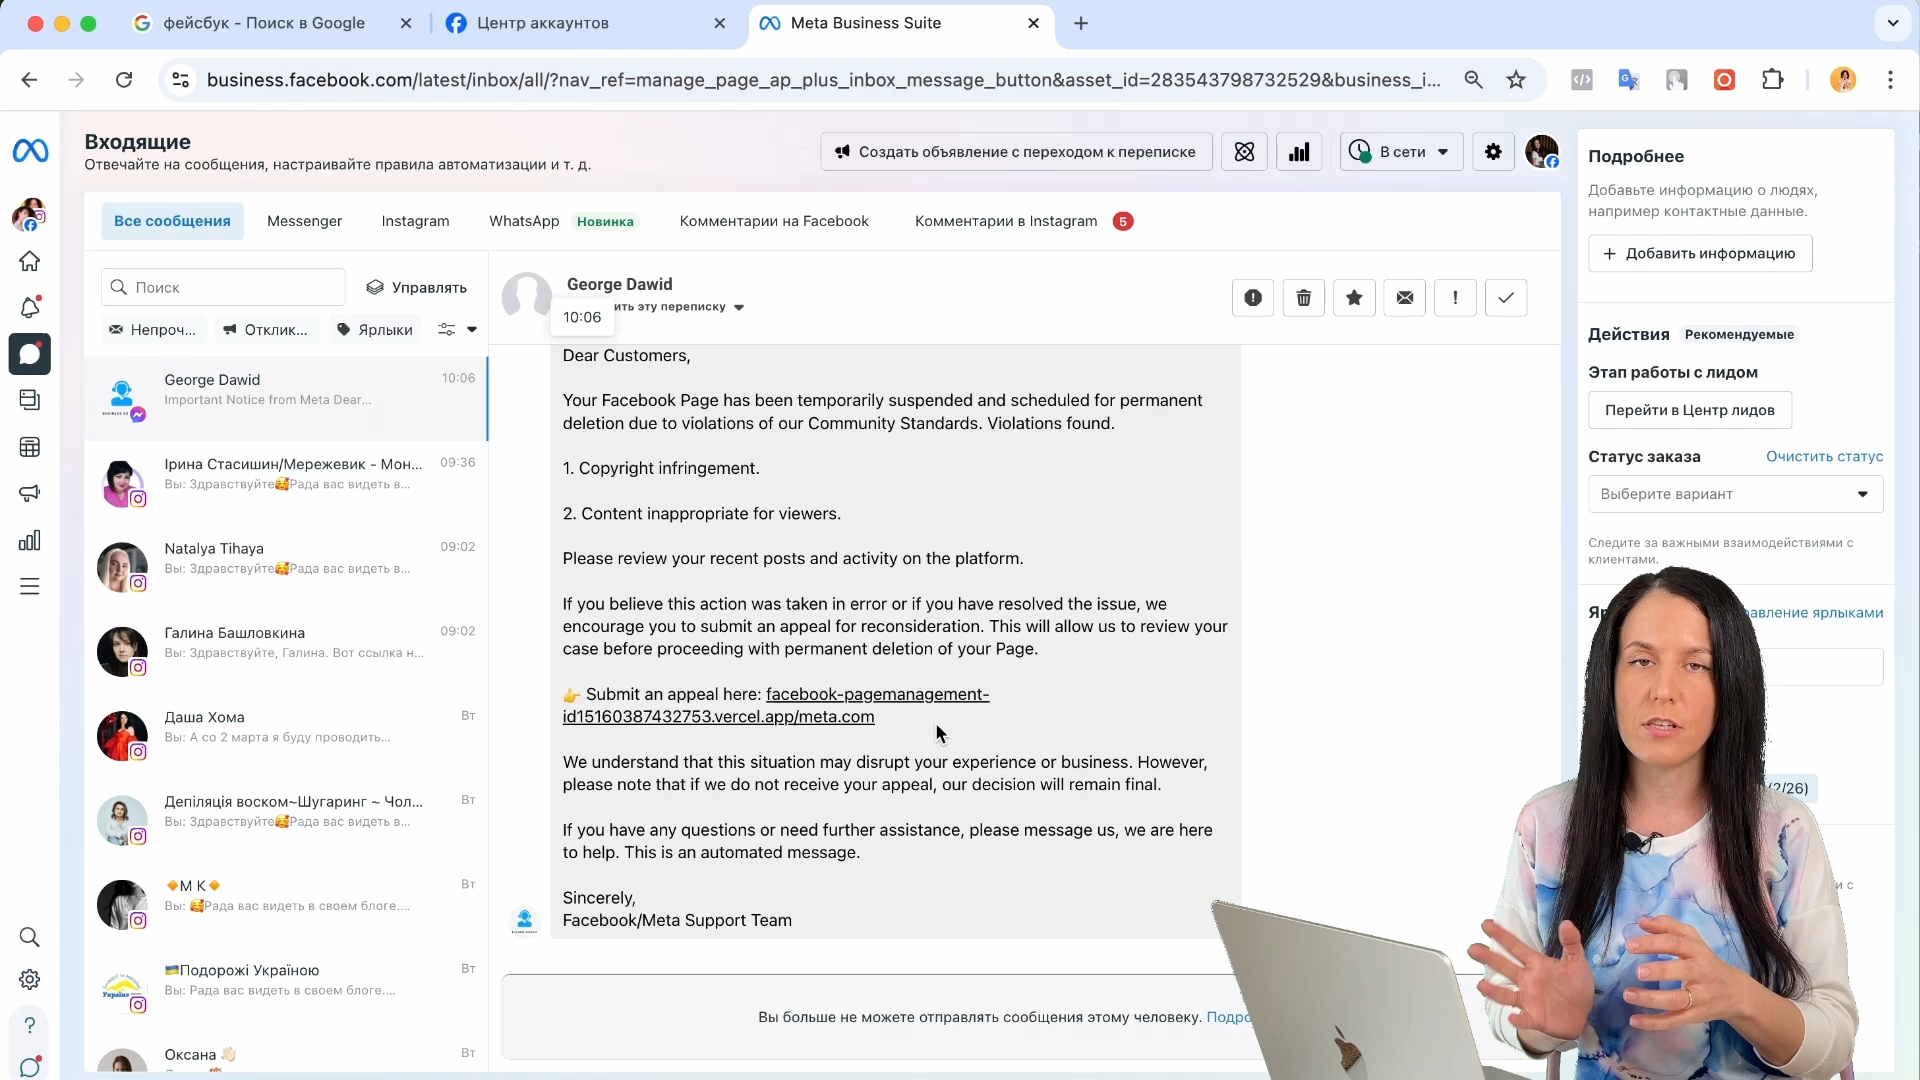 фейсбук - Поиск в Google
Центр аккаунтов
Meta Business Suite
business.facebook.com/latest/inbox/all/?nav_ref=manage_page_ap_plus_inbox_message_button&asset_id=283543798732529&business_i...
Входящие
Отвечайте на сообщения, настраивайте правила автоматизации и т. д.
Создать объявление с переходом к переписке
В сети
Все сообщения
Messenger
Instagram
WhatsApp
Новинка
Комментарии на Facebook
Комментарии в Instagram
5
Поиск
Управлять
Непроч...
Отклик...
Ярлыки
George Dawid
10:06
Important Notice from Meta Dear...
Ірина Стасишин/Мережевик - Мон...
09:36
Вы: Здравствуйте🥰Рада вас видеть в...
Natalya Tihaya
09:02
Вы: Здравствуйте🥰Рада вас видеть в...
Галина Башловкина
09:02
Вы: Здравствуйте, Галина. Вот ссылка н...
Даша Хома
Вт
Вы: А со 2 марта я буду проводить...
Депіляція воском~Шугаринг ~ Чол...
Вт
Вы: Здравствуйте🥰Рада вас видеть в...
🔸М К🔸
Вт
Вы: 🥰Рада вас видеть в своем блоге....
🇺🇦Подорожі Україною
Вт
Вы: Рада вас видеть в своем блоге....
Оксана 👋🏻
Вт
George Dawid
ить эту переписку
10:06
Dear Customers,
Your Facebook Page has been temporarily suspended and scheduled for permanent
deletion due to violations of our Community Standards. Violations found.
1. Copyright infringement.
2. Content inappropriate for viewers.
Please review your recent posts and activity on the platform.
If you believe this action was taken in error or if you have resolved the issue, we
encourage you to submit an appeal for reconsideration. This will allow us to review your
case before proceeding with permanent deletion of your Page.
👉 Submit an appeal here: facebook-pagemanagement-
id15160387432753.vercel.app/meta.com
We understand that this situation may disrupt your experience or business. However,
please note that if we do not receive your appeal, our decision will remain final.
If you have any questions or need further assistance, please message us, we are here
to help. This is an automated message.
Sincerely,
Facebook/Meta Support Team
Вы больше не можете отправлять сообщения этому человеку. Подро
Подробнее
Добавьте информацию о людях,
например контактные данные.
+ Добавить информацию
Действия
Рекомендуемые
Этап работы с лидом
Перейти в Центр лидов
Статус заказа
Очистить статус
Выберите вариант
Следите за важными взаимодействиями с
клиентами.
Яр
авление ярлыками
(2/26)
и с